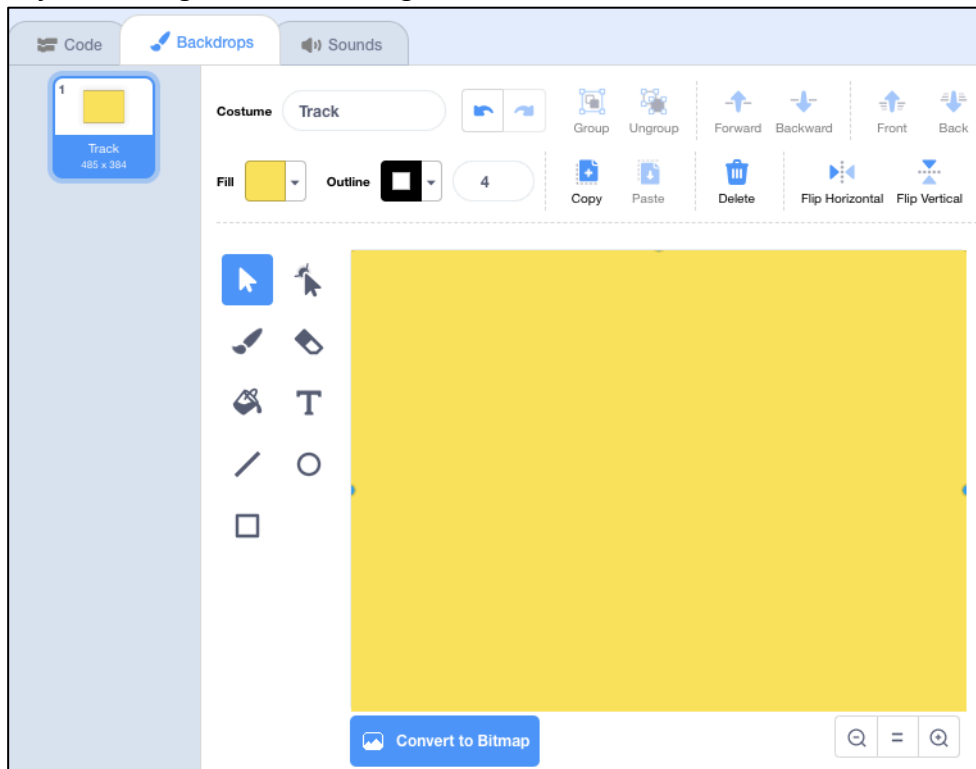 Code
Backdrops
Sounds
1
Track
485 x 384
Costume
Track
Group
Ungroup
Forward
Backward
Front
Back
Fill
Outline
4
Copy
Paste
Delete
Flip Horizontal
Flip Vertical
T
Convert to Bitmap
=